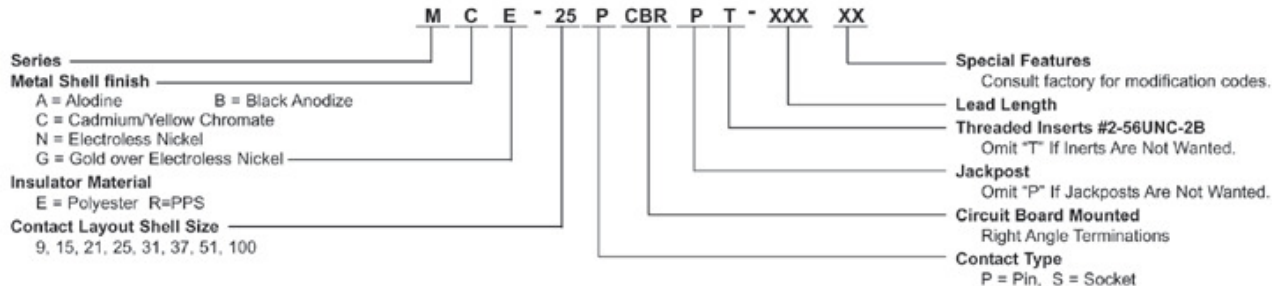 M C E - 25 P CBR P T - XXX XX
Series
Metal Shell finish
A = Alodine B = Black Anodize
C = Cadmium/Yellow Chromate
N = Electroless Nickel
G = Gold over Electroless Nickel
Insulator Material
E = Polyester R=PPS
Contact Layout Shell Size
9, 15, 21, 25, 31, 37, 51, 100
Special Features
Consult factory for modification codes.
Lead Length
Threaded Inserts #2-56UNC-2B
Omit "T" If Inerts Are Not Wanted.
Jackpost
Omit "P" If Jackposts Are Not Wanted.
Circuit Board Mounted
Right Angle Terminations
Contact Type
P = Pin, S = Socket